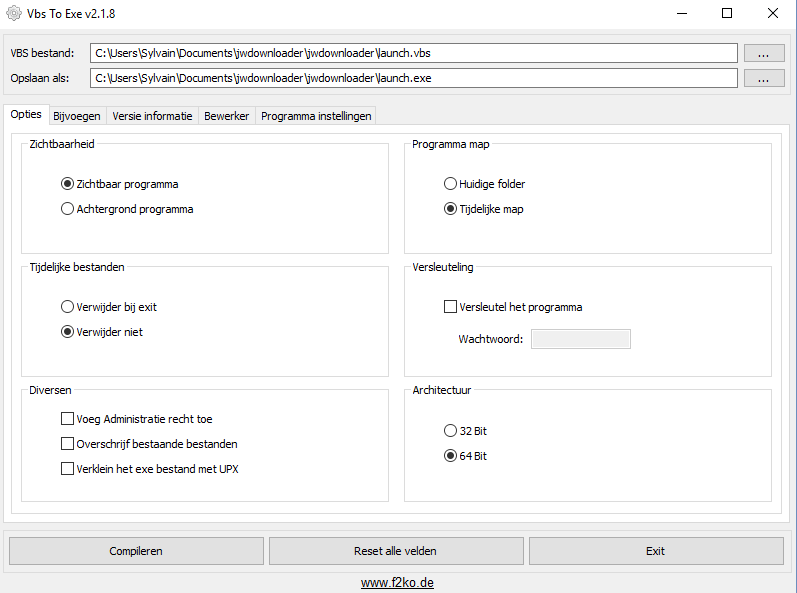 Vbs To Exe v2.1.8
VBS bestand: C:\Users\Sylvain\Documents\jwdownloader\jwdownloader\launch.vbs ...
Opslaan als: C:\Users\Sylvain\Documents\jwdownloader\jwdownloader\launch.exe ...
Opties Bijvoegen Versie informatie Bewerker Programma instellingen
Zichtbaarheid
Zichtbaar programma
Achtergrond programma
Programma map
Huidige folder
Tijdelijke map
Tijdelijke bestanden
Verwijder bij exit
Verwijder niet
Versleuteling
Versleutel het programma
Wachtwoord:
Diversen
Voeg Administratie recht toe
Overschrijf bestaande bestanden
Verklein het exe bestand met UPX
Architectuur
32 Bit
64 Bit
Compileren Reset alle velden Exit
www.f2ko.de